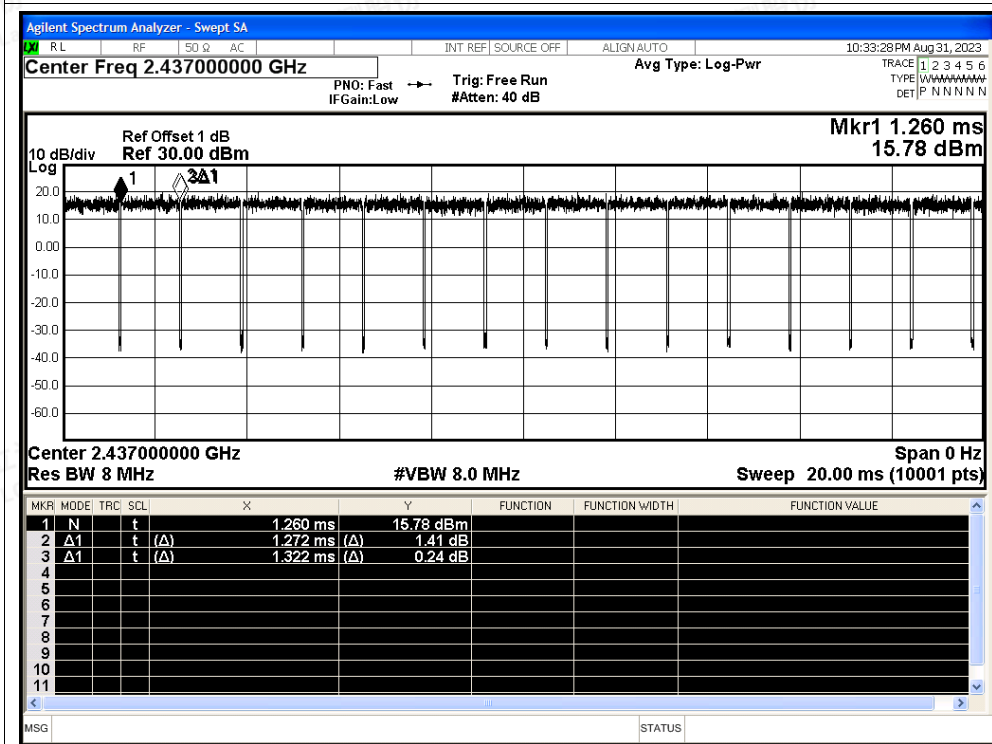 Agilent Spectrum Analyzer - Swept SA
LXI RL RF 50 Ω AC INT REF SOURCE OFF ALIGN AUTO 10:33:28 PM Aug 31, 2023
Center Freq 2.437000000 GHz
PNO: Fast
IFGain:Low
Trig: Free Run
#Atten: 40 dB
Avg Type: Log-Pwr
TRACE 1 2 3 4 5 6
TYPE WWWWWW
DET P N N N N N
Ref Offset 1 dB
10 dB/div Ref 30.00 dBm
Mkr1 1.260 ms
15.78 dBm
Log
1
3Δ1
20.0
10.0
0.00
-10.0
-20.0
-30.0
-40.0
-50.0
-60.0
Center 2.437000000 GHz Span 0 Hz
Res BW 8 MHz #VBW 8.0 MHz Sweep 20.00 ms (10001 pts)
MKR MODE TRC SCL X Y FUNCTION FUNCTION WIDTH FUNCTION VALUE
1 N t 1.260 ms 15.78 dBm
2 Δ1 t (Δ) 1.272 ms (Δ) 1.41 dB
3 Δ1 t (Δ) 1.322 ms (Δ) 0.24 dB
4
5
6
7
8
9
10
11
MSG STATUS